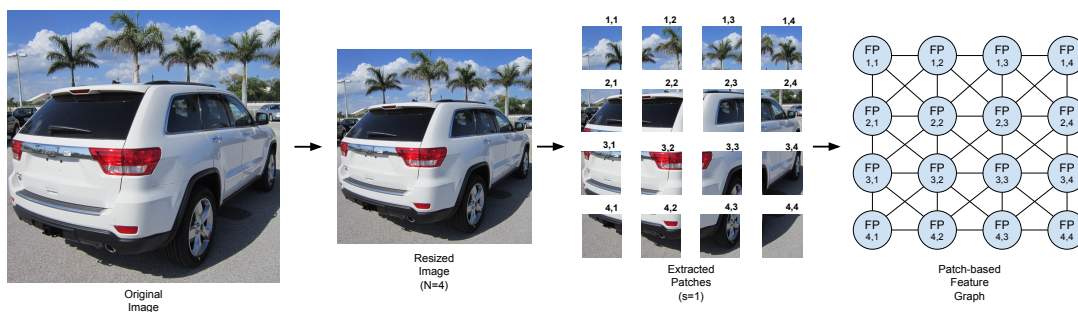 1,1 1,2 1,3 1,4
2,1 2,2 2,3 2,4
3,1 3,2 3,3 3,4
4,1 4,2 4,3 4,4
FP 1,1 FP 1,2 FP 1,3 FP 1,4
FP 2,1 FP 2,2 FP 2,3 FP 2,4
FP 3,1 FP 3,2 FP 3,3 FP 3,4
FP 4,1 FP 4,2 FP 4,3 FP 4,4
Original
Image
Resized
Image
(N=4)
Extracted
Patches
(s=1)
Patch-based
Feature
Graph